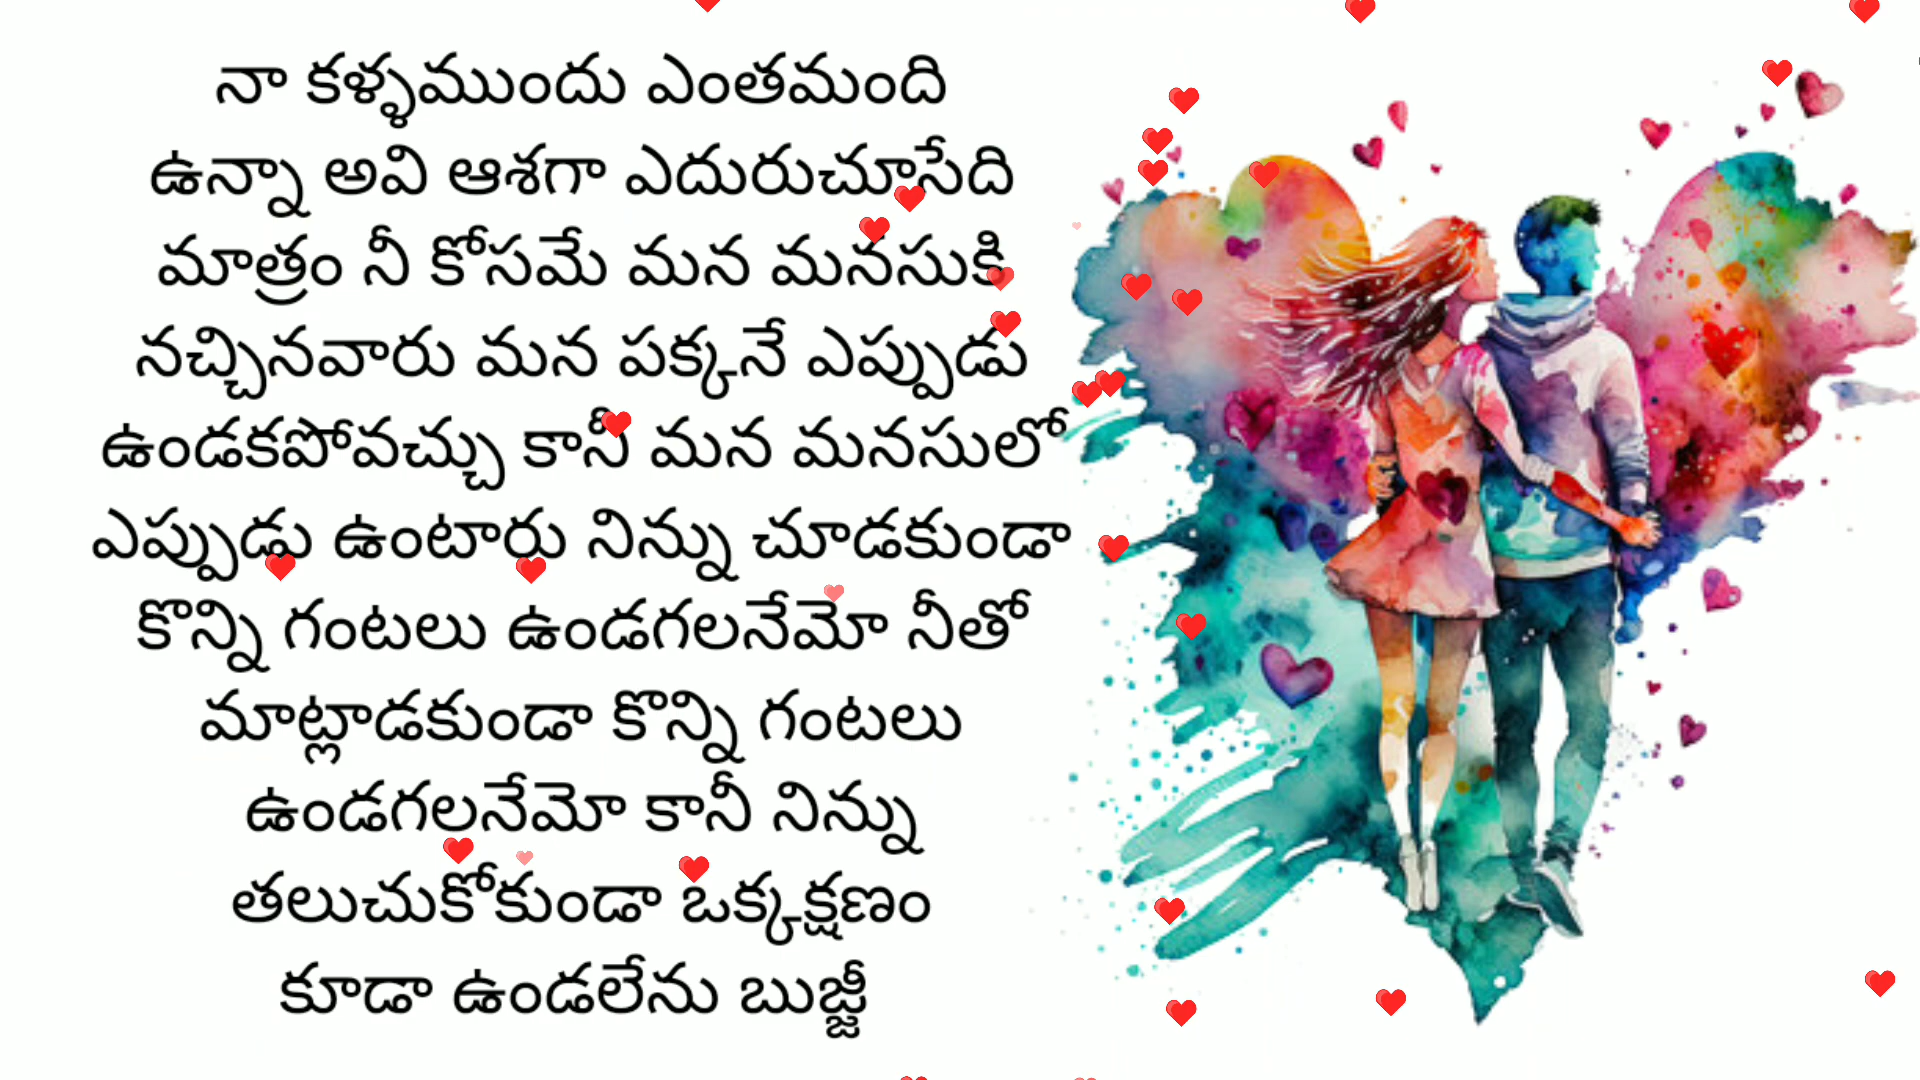 నా కళ్ళముందు ఎంతమంది
ఉన్నా అవి ఆశగా ఎదురుచూసేది
మాత్రం నీ కోసమే మన మనసుకి
నచ్చినవారు మన పక్కనే ఎప్పుడు
ఉండకపోవచ్చు కానీ మన మనసులో
ఎప్పుడు ఉంటారు నిన్ను చూడకుండా
కొన్ని గంటలు ఉండగలనేమో నీతో
మాట్లాడకుండా కొన్ని గంటలు
ఉండగలనేమో కానీ నిన్ను
తలుచుకోకుండా ఒక్కక్షణం
కూడా ఉండలేను బుజ్జీ